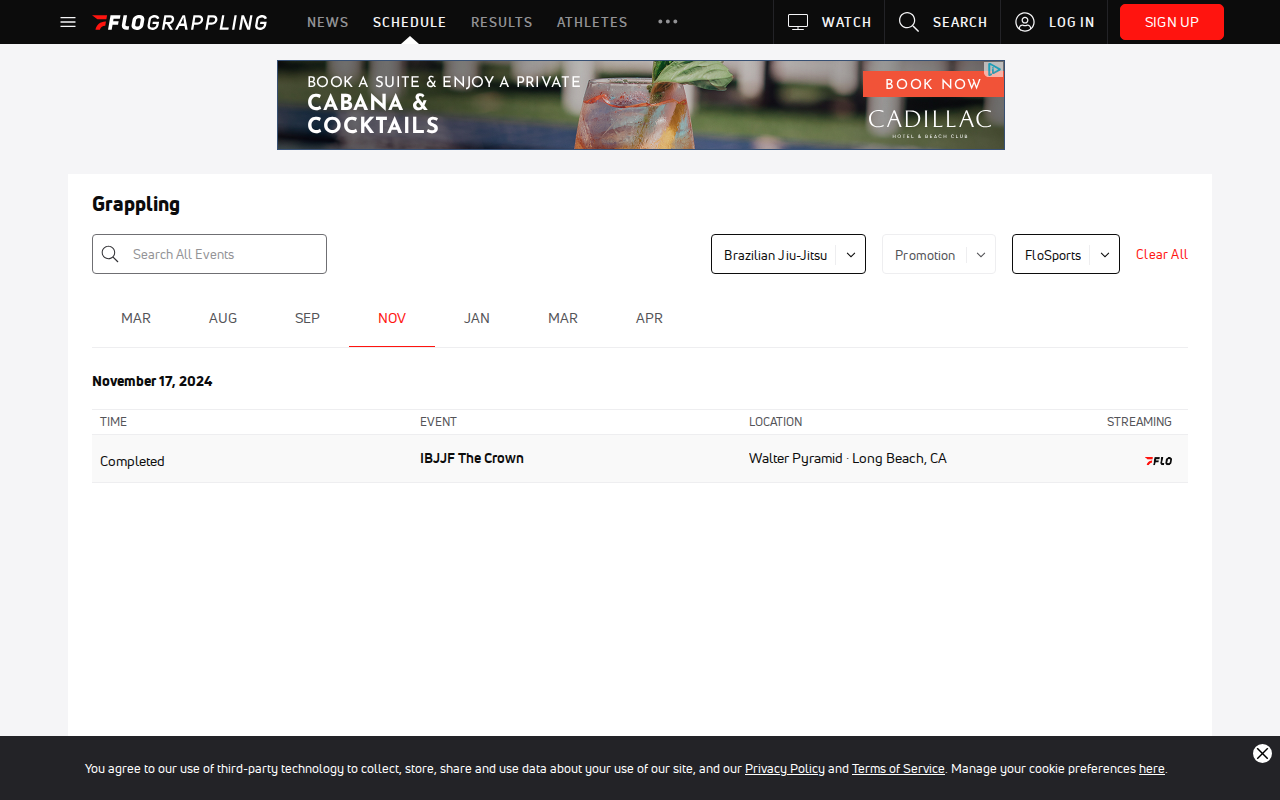 FLOGRAPPLING NEWS SCHEDULE RESULTS ATHLETES WATCH SEARCH LOG IN SIGN UP
BOOK A SUITE & ENJOY A PRIVATE
CABANA &
COCKTAILS
BOOK NOW
CADILLAC
HOTEL & BEACH CLUB
Grappling
Search All Events Brazilian Jiu-Jitsu Promotion FloSports Clear All
MAR AUG SEP NOV JAN MAR APR
November 17, 2024
TIME EVENT LOCATION STREAMING
Completed IBJJF The Crown Walter Pyramid · Long Beach, CA FLO
You agree to our use of third-party technology to collect, store, share and use data about your use of our site, and our Privacy Policy and Terms of Service. Manage your cookie preferences here.